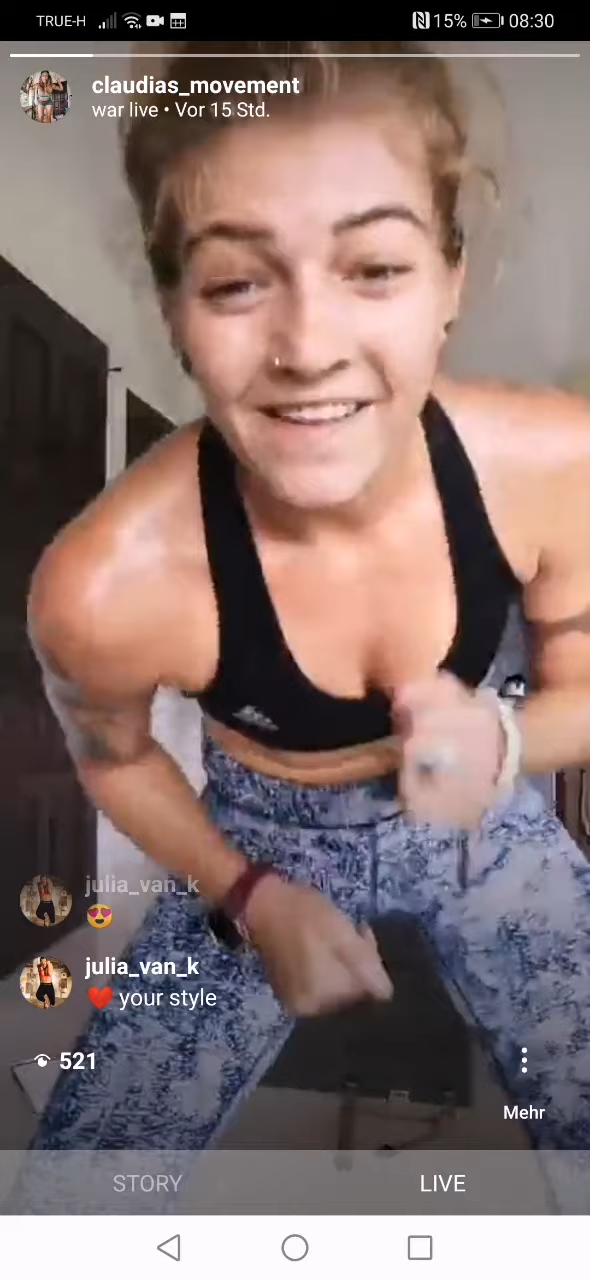 TRUE-H 15% 08:30
claudias_movement
war live • Vor 15 Std.
julia_van_k
😍
julia_van_k
❤️ your style
521
Mehr
STORY LIVE